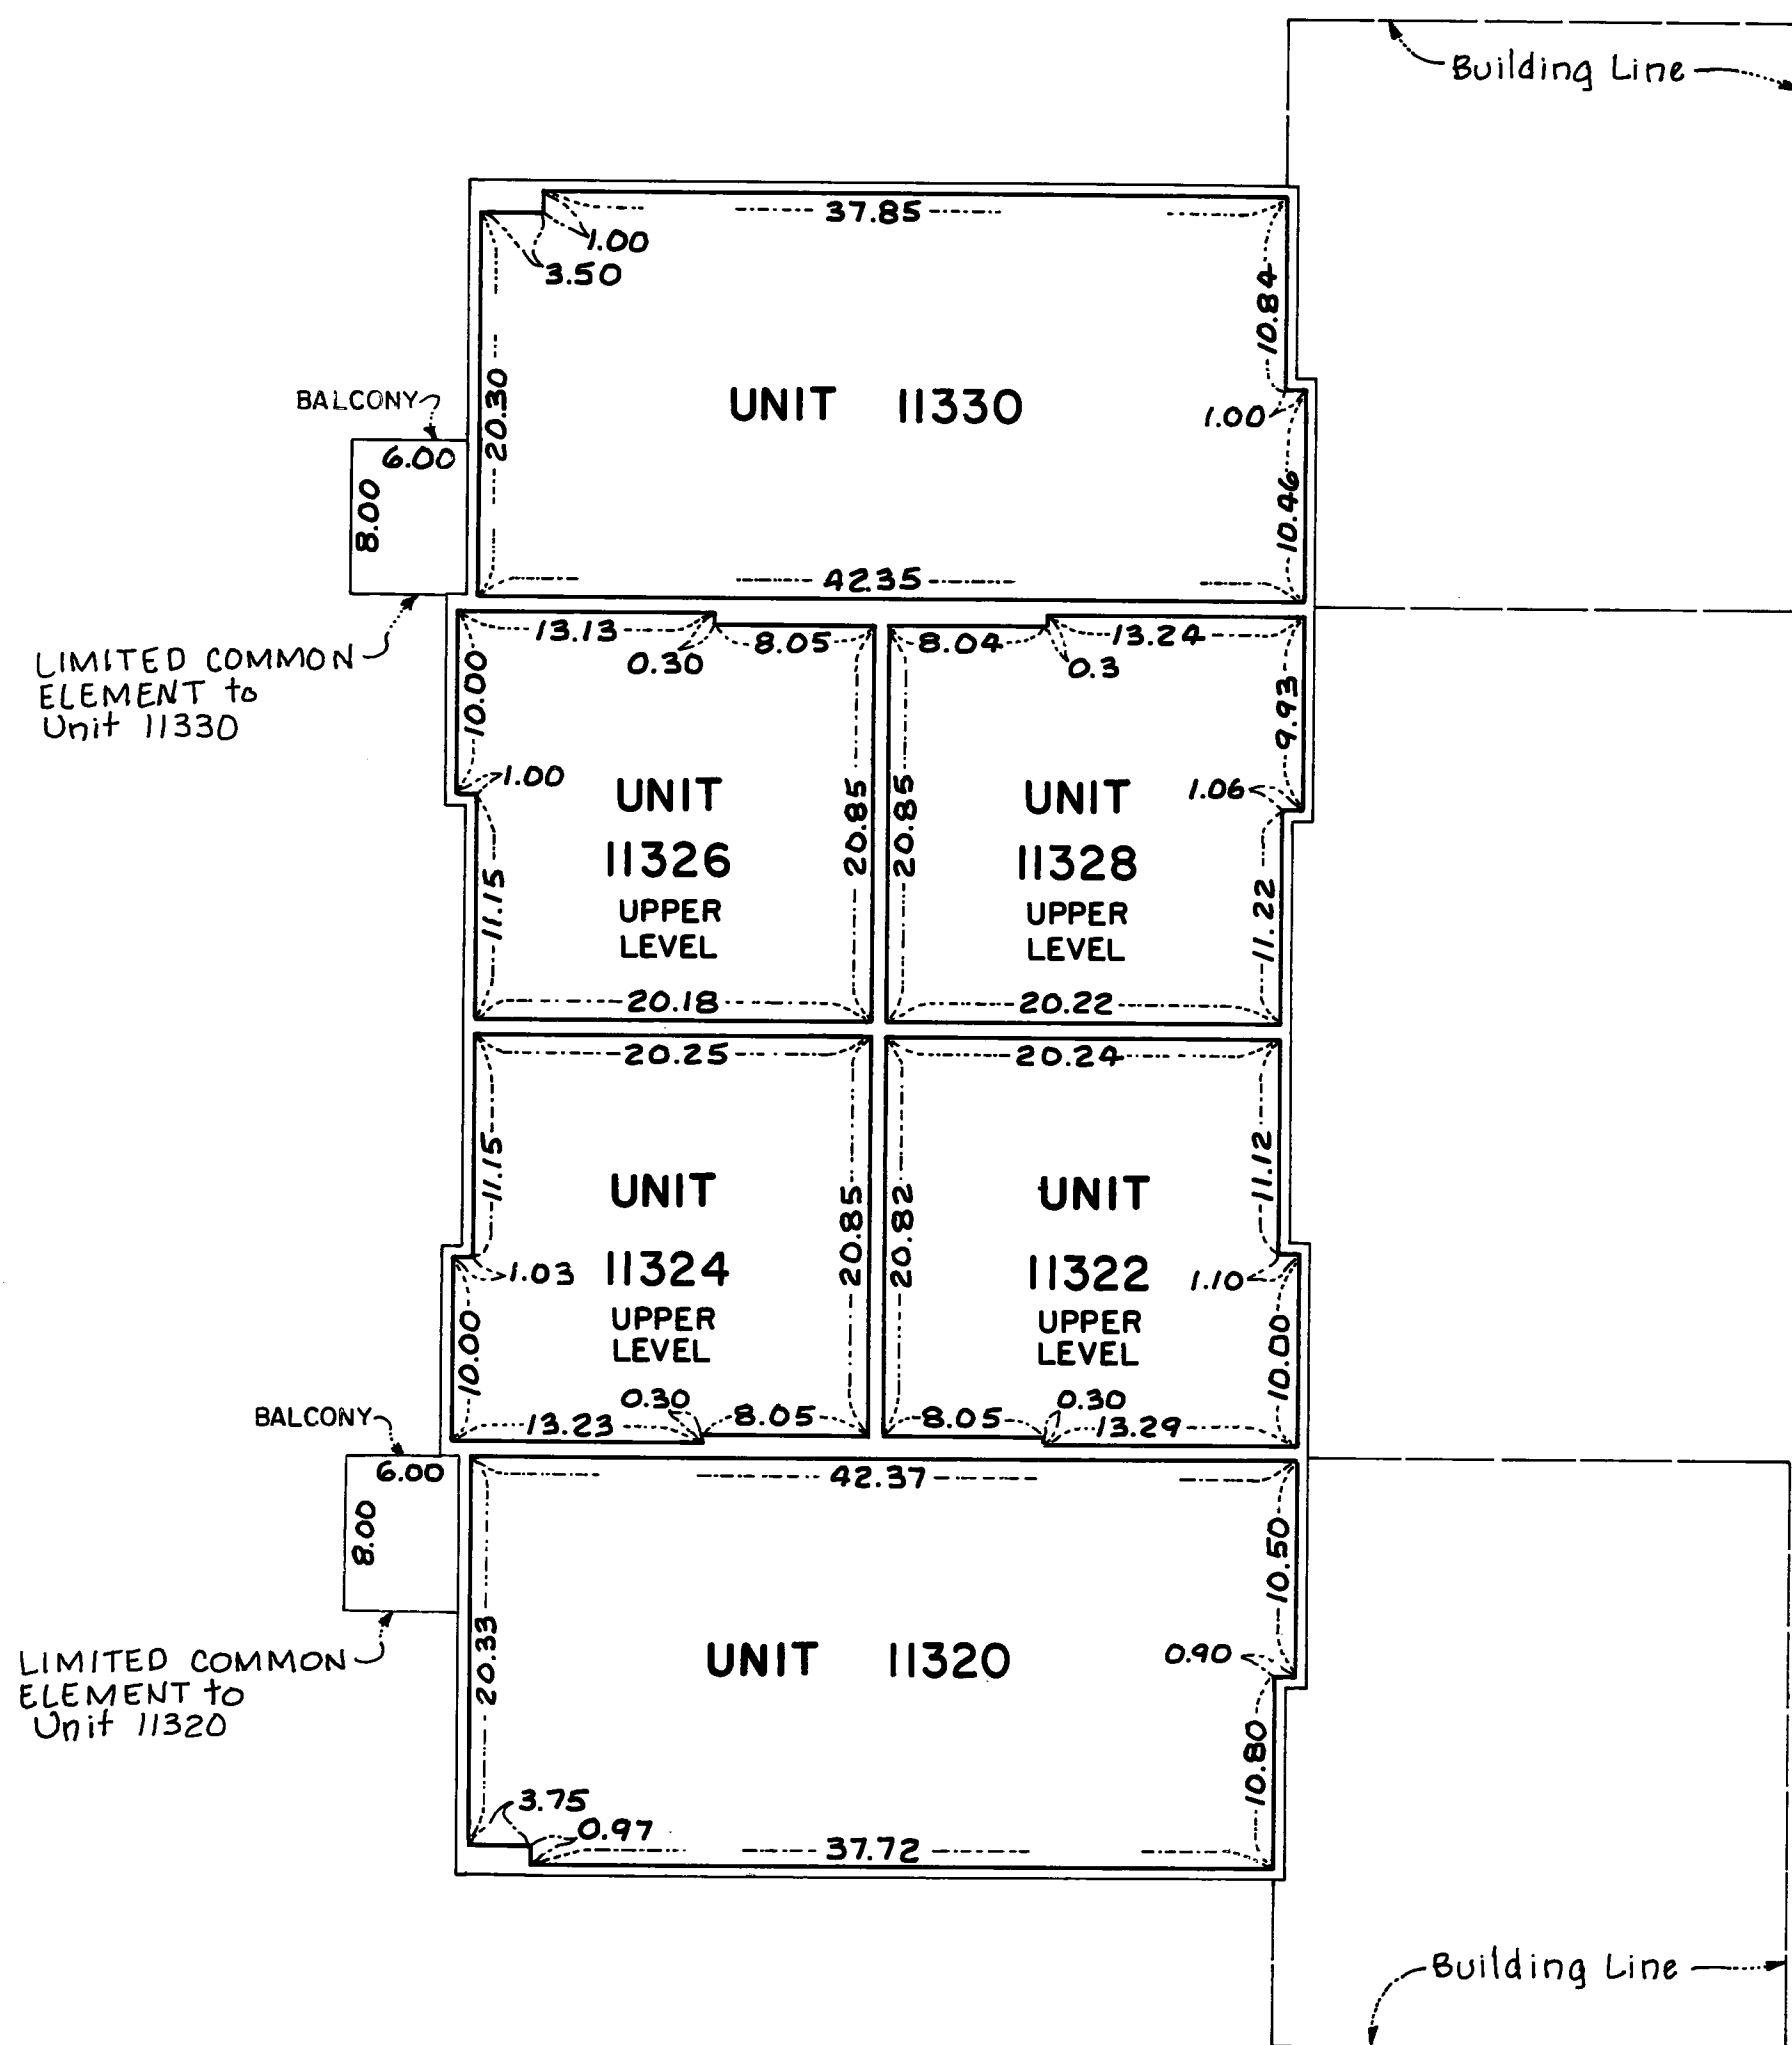 Building Line
37.85
1.00
3.50
10.84
20.30
UNIT 11330
BALCONY
1.00
6.00
8.00
10.46
42.35
LIMITED COMMON
ELEMENT to
Unit 11330
13.13
8.05
8.04
13.24
0.30
0.3
10.00
9.93
1.00
1.06
UNIT
11326
UPPER
LEVEL
20.85
20.85
UNIT
11328
UPPER
LEVEL
11.15
11.22
20.18
20.22
20.25
20.24
11.15
11.12
UNIT
11324
UPPER
LEVEL
20.85
20.82
UNIT
11322
UPPER
LEVEL
1.03
1.10
10.00
10.00
0.30
0.30
13.23
8.05
8.05
13.29
BALCONY
6.00
8.00
42.37
10.50
20.33
UNIT 11320
0.90
LIMITED COMMON
ELEMENT to
Unit 11320
10.80
3.75
0.97
37.72
Building Line